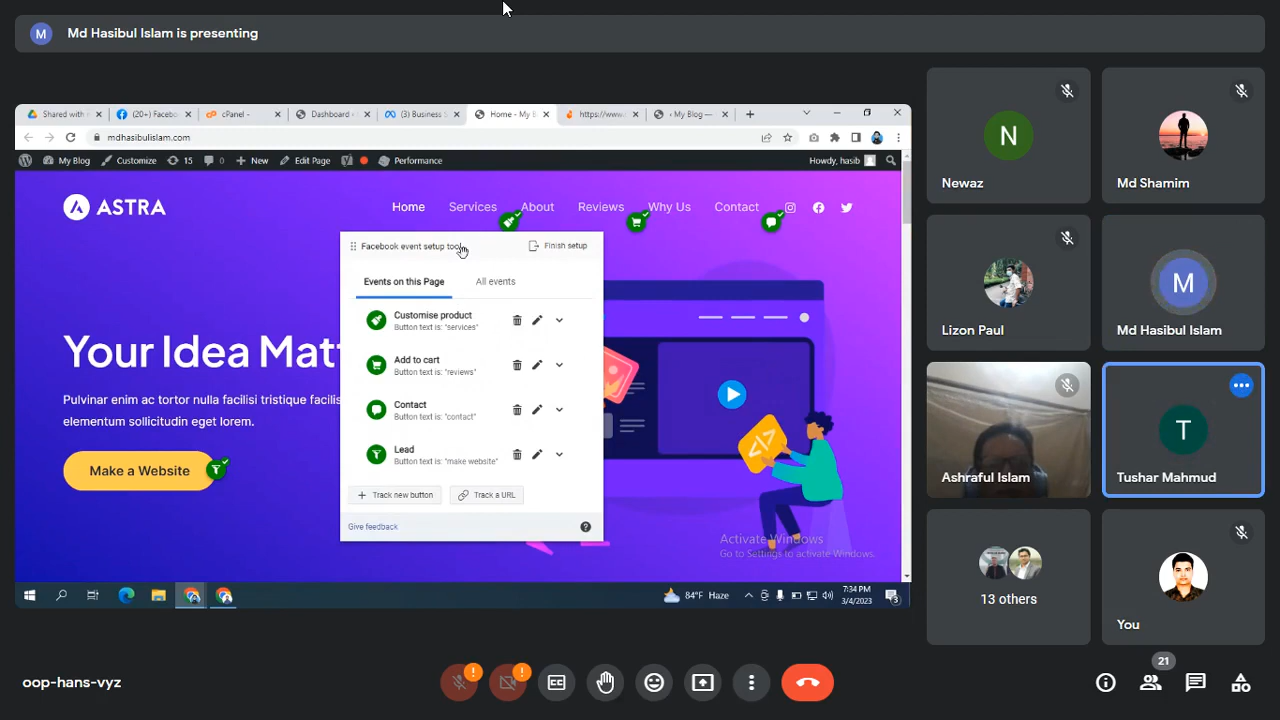 M
Md Hasibul Islam is presenting
Shared with
(20+) Facebo
cPanel -
Dashboard
(3) Business S
Home - My B
https://www.
‹ My Blog —
mdhasibulislam.com
My Blog
Customize
15
0
New
Edit Page
Performance
Howdy, hasib
ASTRA
Home
Services
About
Reviews
Why Us
Contact
Facebook event setup tool
Finish setup
Events on this Page
All events
Customise product
Button text is: "services"
Add to cart
Button text is: "reviews"
Contact
Button text is: "contact"
Lead
Button text is: "make website"
Track new button
Track a URL
Give feedback
Your Idea Mat
Pulvinar enim ac tortor nulla facilisi tristique facilis
elementum sollicitudin eget lorem.
Make a Website
Activate Windows
Go to Settings to activate Windows.
84°F Haze
7:34 PM
3/4/2023
3
N
Newaz
Md Shamim
Lizon Paul
M
Md Hasibul Islam
Ashraful Islam
T
Tushar Mahmud
13 others
You
oop-hans-vyz
CC
21